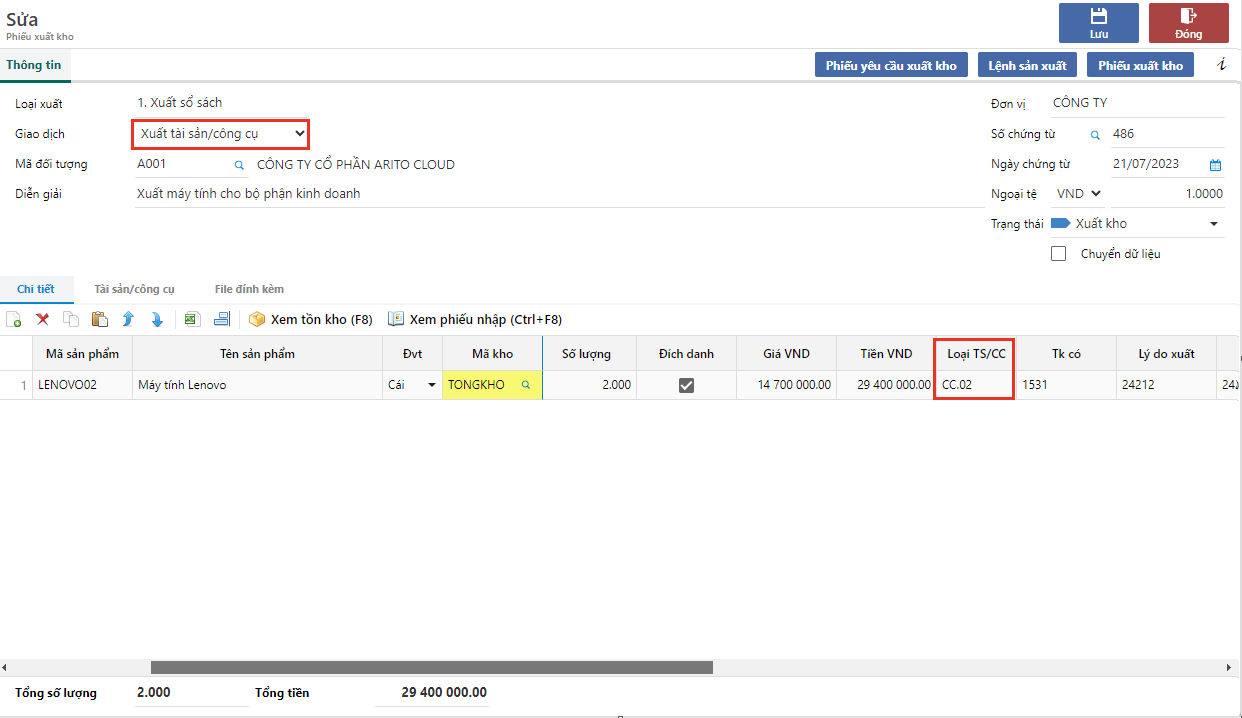 Sửa
Phiếu xuất kho
Lưu
Đóng
Thông tin
Phiếu yêu cầu xuất kho
Lệnh sản xuất
Phiếu xuất kho
i
Loại xuất 1. Xuất sổ sách
Đơn vị CÔNG TY
Giao dịch Xuất tài sản/công cụ
Số chứng từ 486
Mã đối tượng A001 CÔNG TY CỔ PHẦN ARITO CLOUD
Ngày chứng từ 21/07/2023
Diễn giải Xuất máy tính cho bộ phận kinh doanh
Ngoại tệ VND 1.0000
Trạng thái Xuất kho
Chuyển dữ liệu
Chi tiết Tài sản/công cụ File đính kèm
Xem tồn kho (F8) Xem phiếu nhập (Ctrl+F8)
Mã sản phẩm Tên sản phẩm Đvt Mã kho Số lượng Đích danh Giá VND Tiền VND Loại TS/CC Tk có Lý do xuất
1 LENOVO02 Máy tính Lenovo Cái TONGKHO 2.000 14 700 000.00 29 400 000.00 CC.02 1531 24212
Tổng số lượng 2.000 Tổng tiền 29 400 000.00